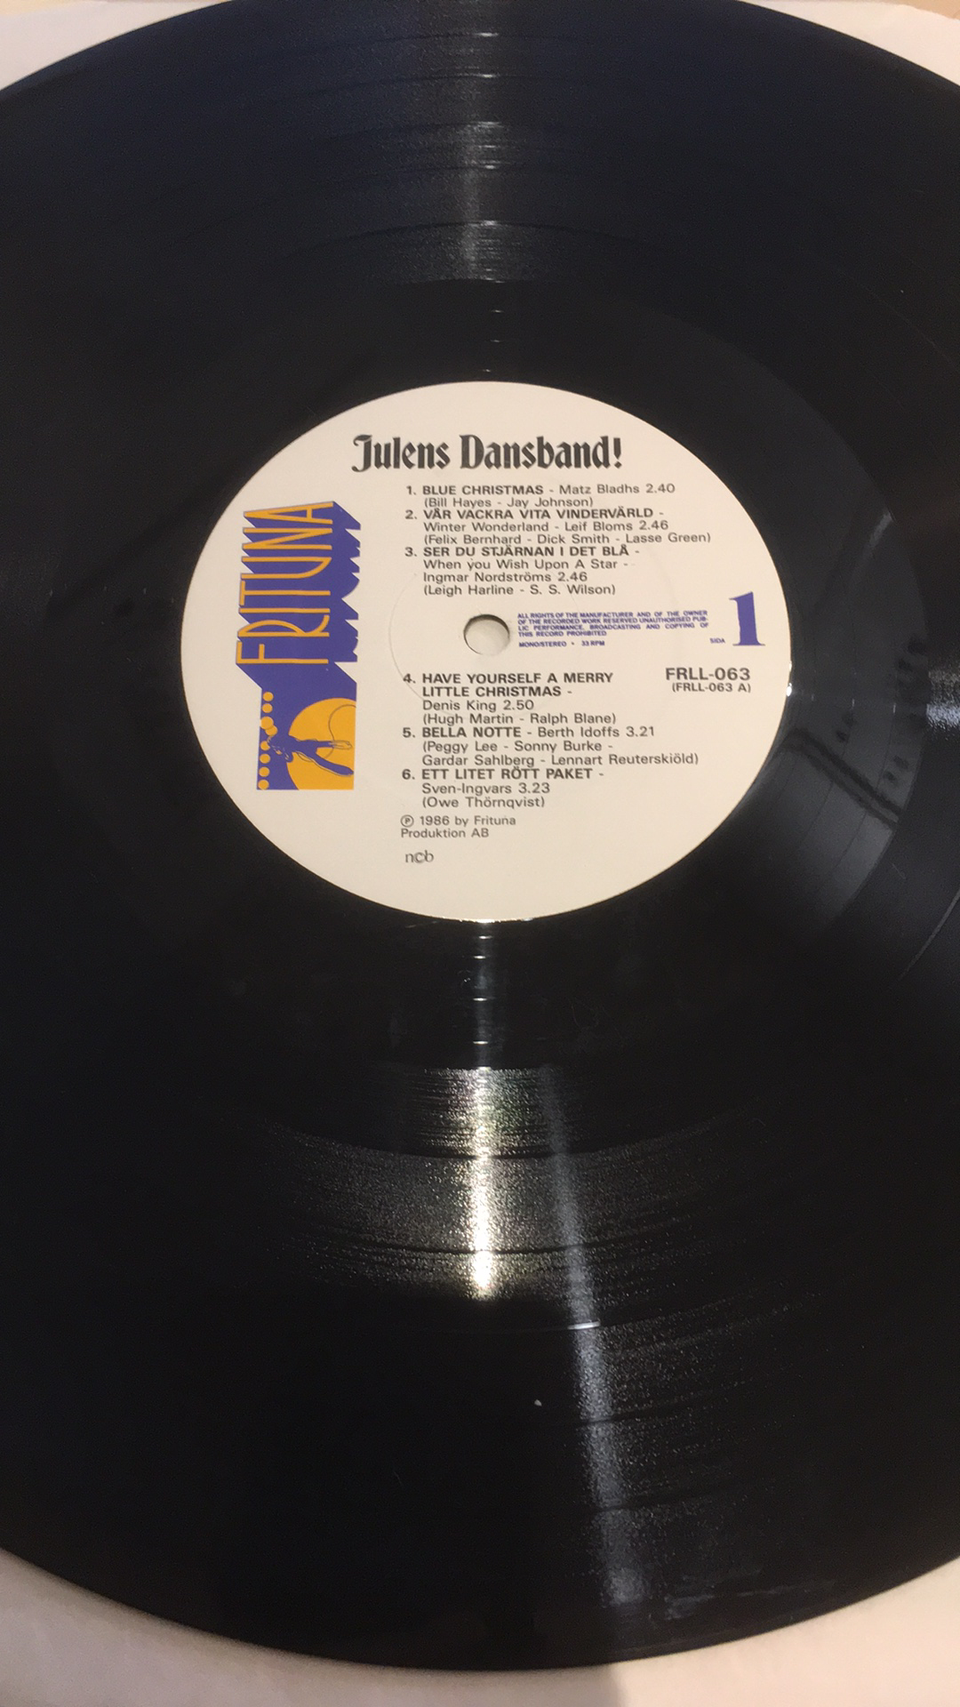 Julens Dansband!
FRITUNA
1. BLUE CHRISTMAS - Matz Bladhs 2.40
(Bill Hayes - Jay Johnson)
2. VÅR VACKRA VITA VINDERVÄRLD -
Winter Wonderland - Leif Bloms 2.46
(Felix Bernhard - Dick Smith - Lasse Green)
3. SER DU STJÄRNAN I DET BLÅ -
When you Wish Upon A Star -
Ingmar Nordströms 2.46
(Leigh Harline - S. S. Wilson)
ALL RIGHTS OF THE MANUFACTURER AND OF THE OWNER
OF THE RECORDED WORK RESERVED UNAUTHORISED PUB-
LIC PERFORMANCE, BROADCASTING AND COPYING OF
THIS RECORD PROHIBITED
MONO/STEREO • 33 RPM
SIDA 1
4. HAVE YOURSELF A MERRY
LITTLE CHRISTMAS -
Denis King 2.50
(Hugh Martin - Ralph Blane)
FRLL-063
(FRLL-063 A)
5. BELLA NOTTE - Berth Idoffs 3.21
(Peggy Lee - Sonny Burke -
Gardar Sahlberg - Lennart Reuterskiöld)
6. ETT LITET RÖTT PAKET -
Sven-Ingvars 3.23
(Owe Thörnqvist)
℗ 1986 by Frituna
Produktion AB
ncb